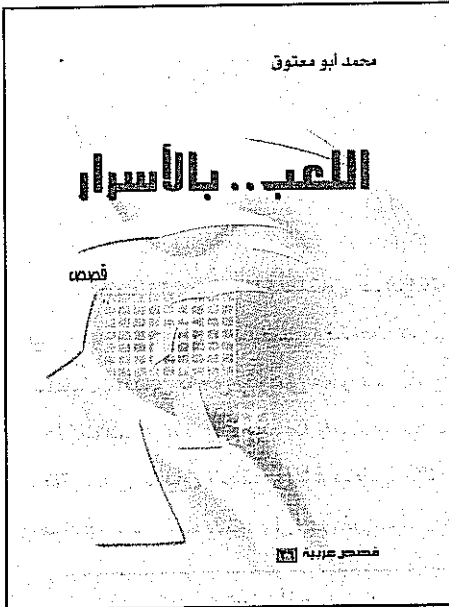 محمد أبو معتوق
اللعب.. بالأسرار
قصص
قصص عربية